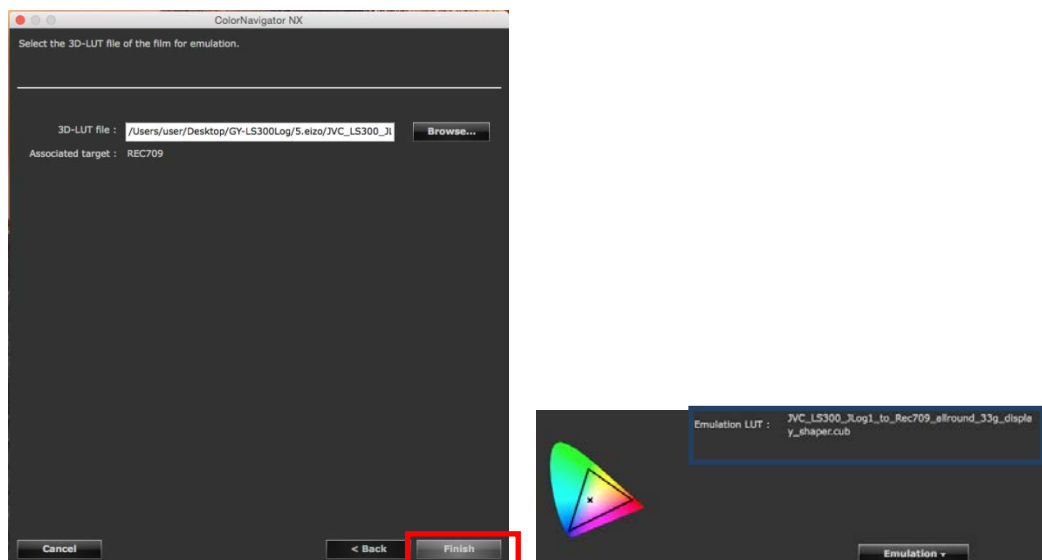 ColorNavigator NX
Select the 3D-LUT file of the film for emulation.
3D-LUT file : /Users/user/Desktop/GY-LS300Log/5.eizo/JVC_LS300_JL Browse...
Associated target : REC709
Cancel < Back Finish
Emulation LUT : JVC_LS300_JLog1_to_Rec709_allround_33g_displa
y_shaper.cub
Emulation